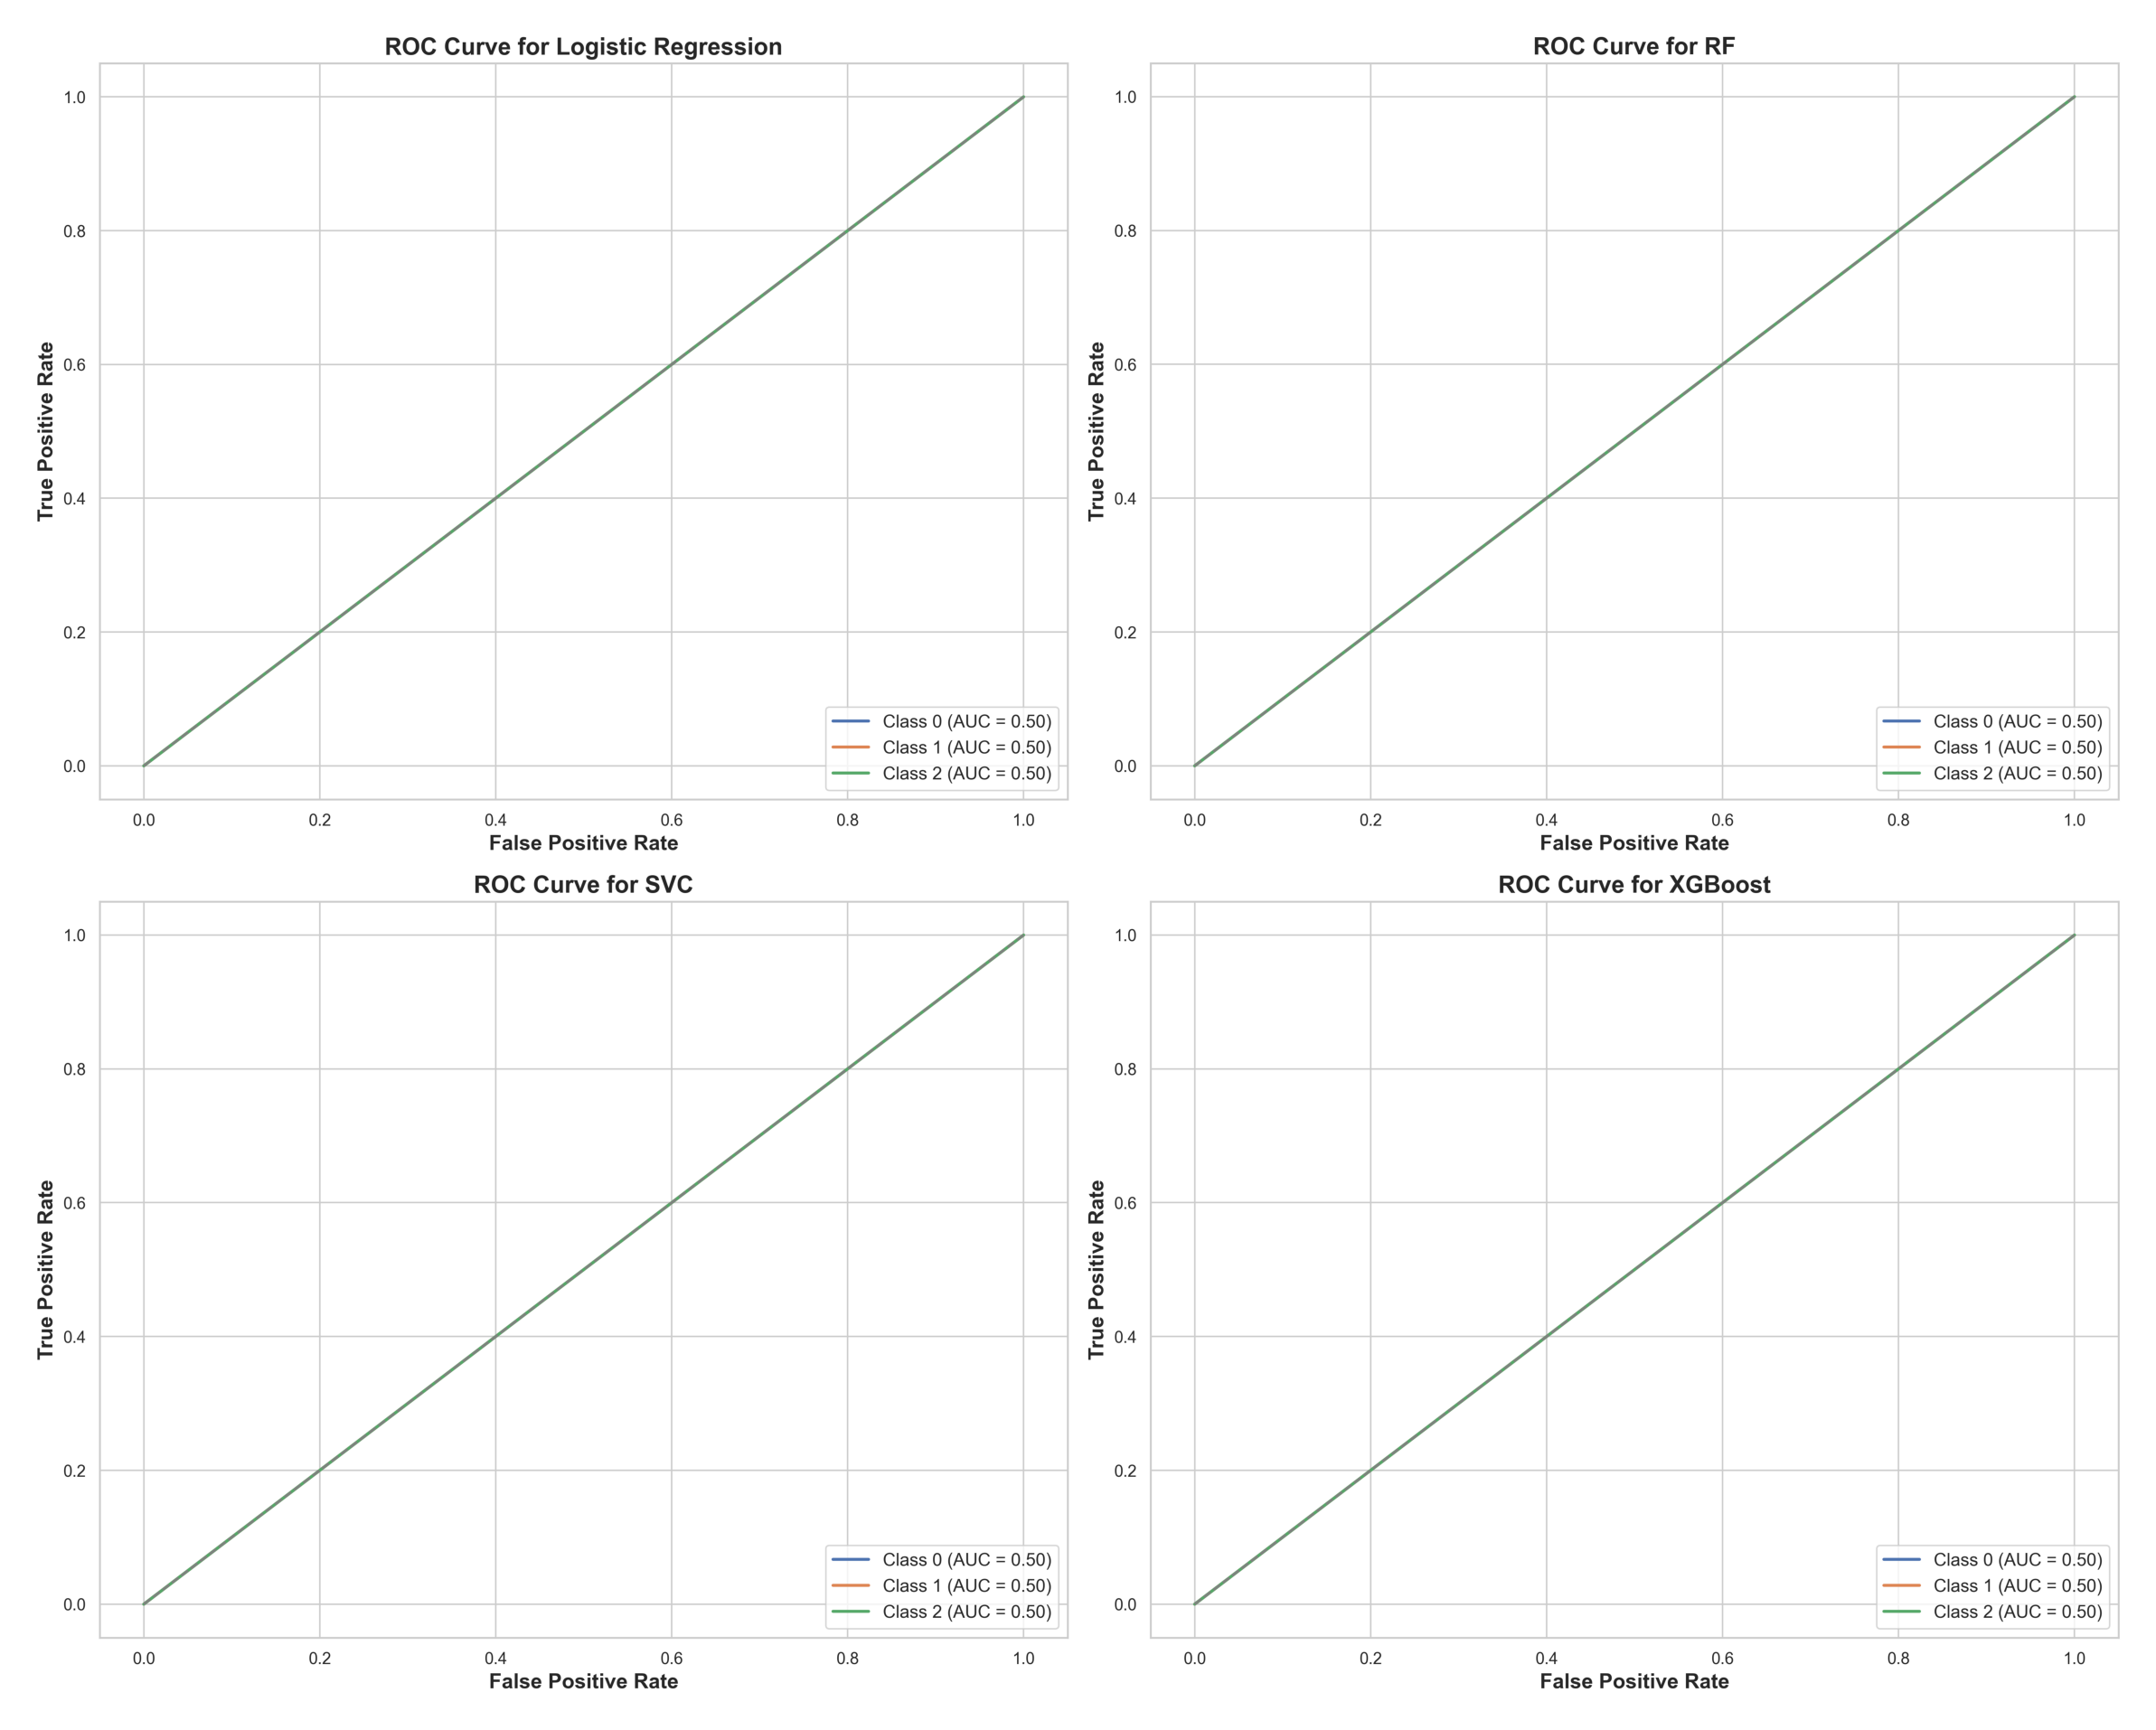 ROC Curve for Logistic Regression
True Positive Rate
1.0
0.8
0.6
0.4
0.2
0.0
Class 0 (AUC = 0.50)
Class 1 (AUC = 0.50)
Class 2 (AUC = 0.50)
0.0 0.2 0.4 0.6 0.8 1.0
False Positive Rate
ROC Curve for RF
True Positive Rate
1.0
0.8
0.6
0.4
0.2
0.0
Class 0 (AUC = 0.50)
Class 1 (AUC = 0.50)
Class 2 (AUC = 0.50)
0.0 0.2 0.4 0.6 0.8 1.0
False Positive Rate
ROC Curve for SVC
True Positive Rate
1.0
0.8
0.6
0.4
0.2
0.0
Class 0 (AUC = 0.50)
Class 1 (AUC = 0.50)
Class 2 (AUC = 0.50)
0.0 0.2 0.4 0.6 0.8 1.0
False Positive Rate
ROC Curve for XGBoost
True Positive Rate
1.0
0.8
0.6
0.4
0.2
0.0
Class 0 (AUC = 0.50)
Class 1 (AUC = 0.50)
Class 2 (AUC = 0.50)
0.0 0.2 0.4 0.6 0.8 1.0
False Positive Rate